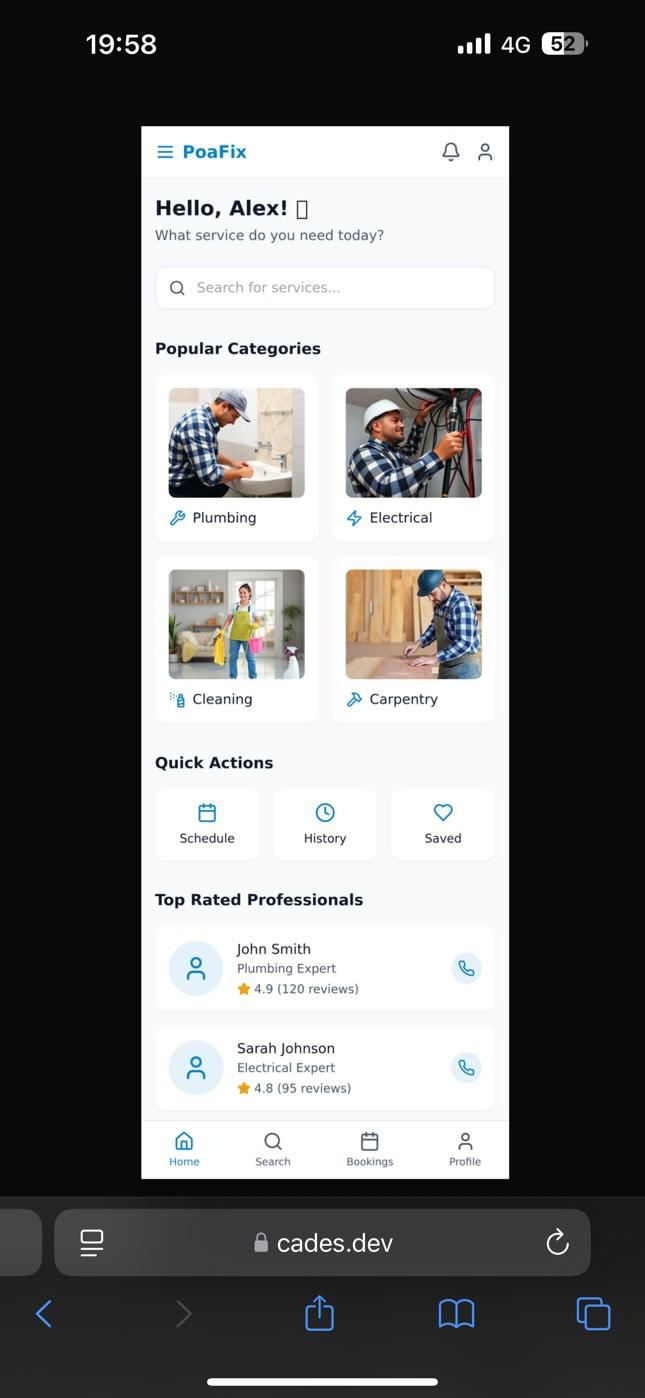 19:58
4G 52
PoaFix
Hello, Alex! 
What service do you need today?
Search for services...
Popular Categories
Plumbing
Electrical
Cleaning
Carpentry
Quick Actions
Schedule
History
Saved
Top Rated Professionals
John Smith
Plumbing Expert
4.9 (120 reviews)
Sarah Johnson
Electrical Expert
4.8 (95 reviews)
Home
Search
Bookings
Profile
cades.dev